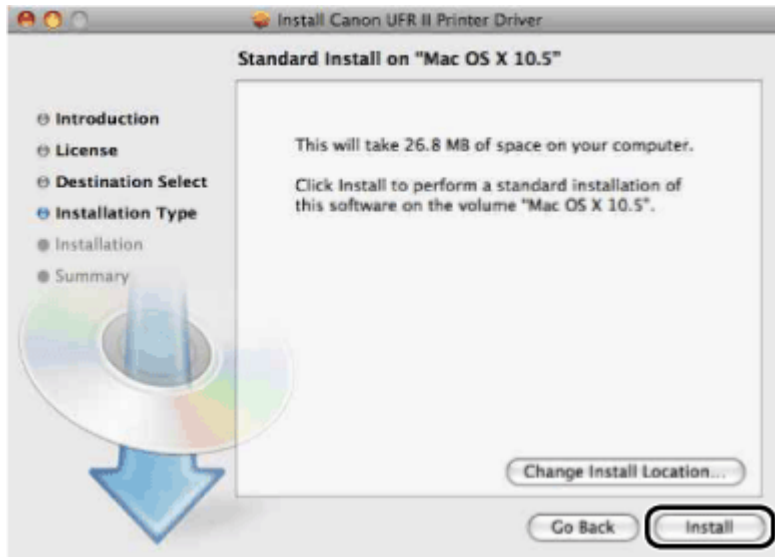 Install Canon UFR II Printer Driver
Standard Install on "Mac OS X 10.5"
Introduction
License
Destination Select
Installation Type
Installation
Summary
This will take 26.8 MB of space on your computer.
Click Install to perform a standard installation of
this software on the volume "Mac OS X 10.5".
Change Install Location...
Go Back
Install